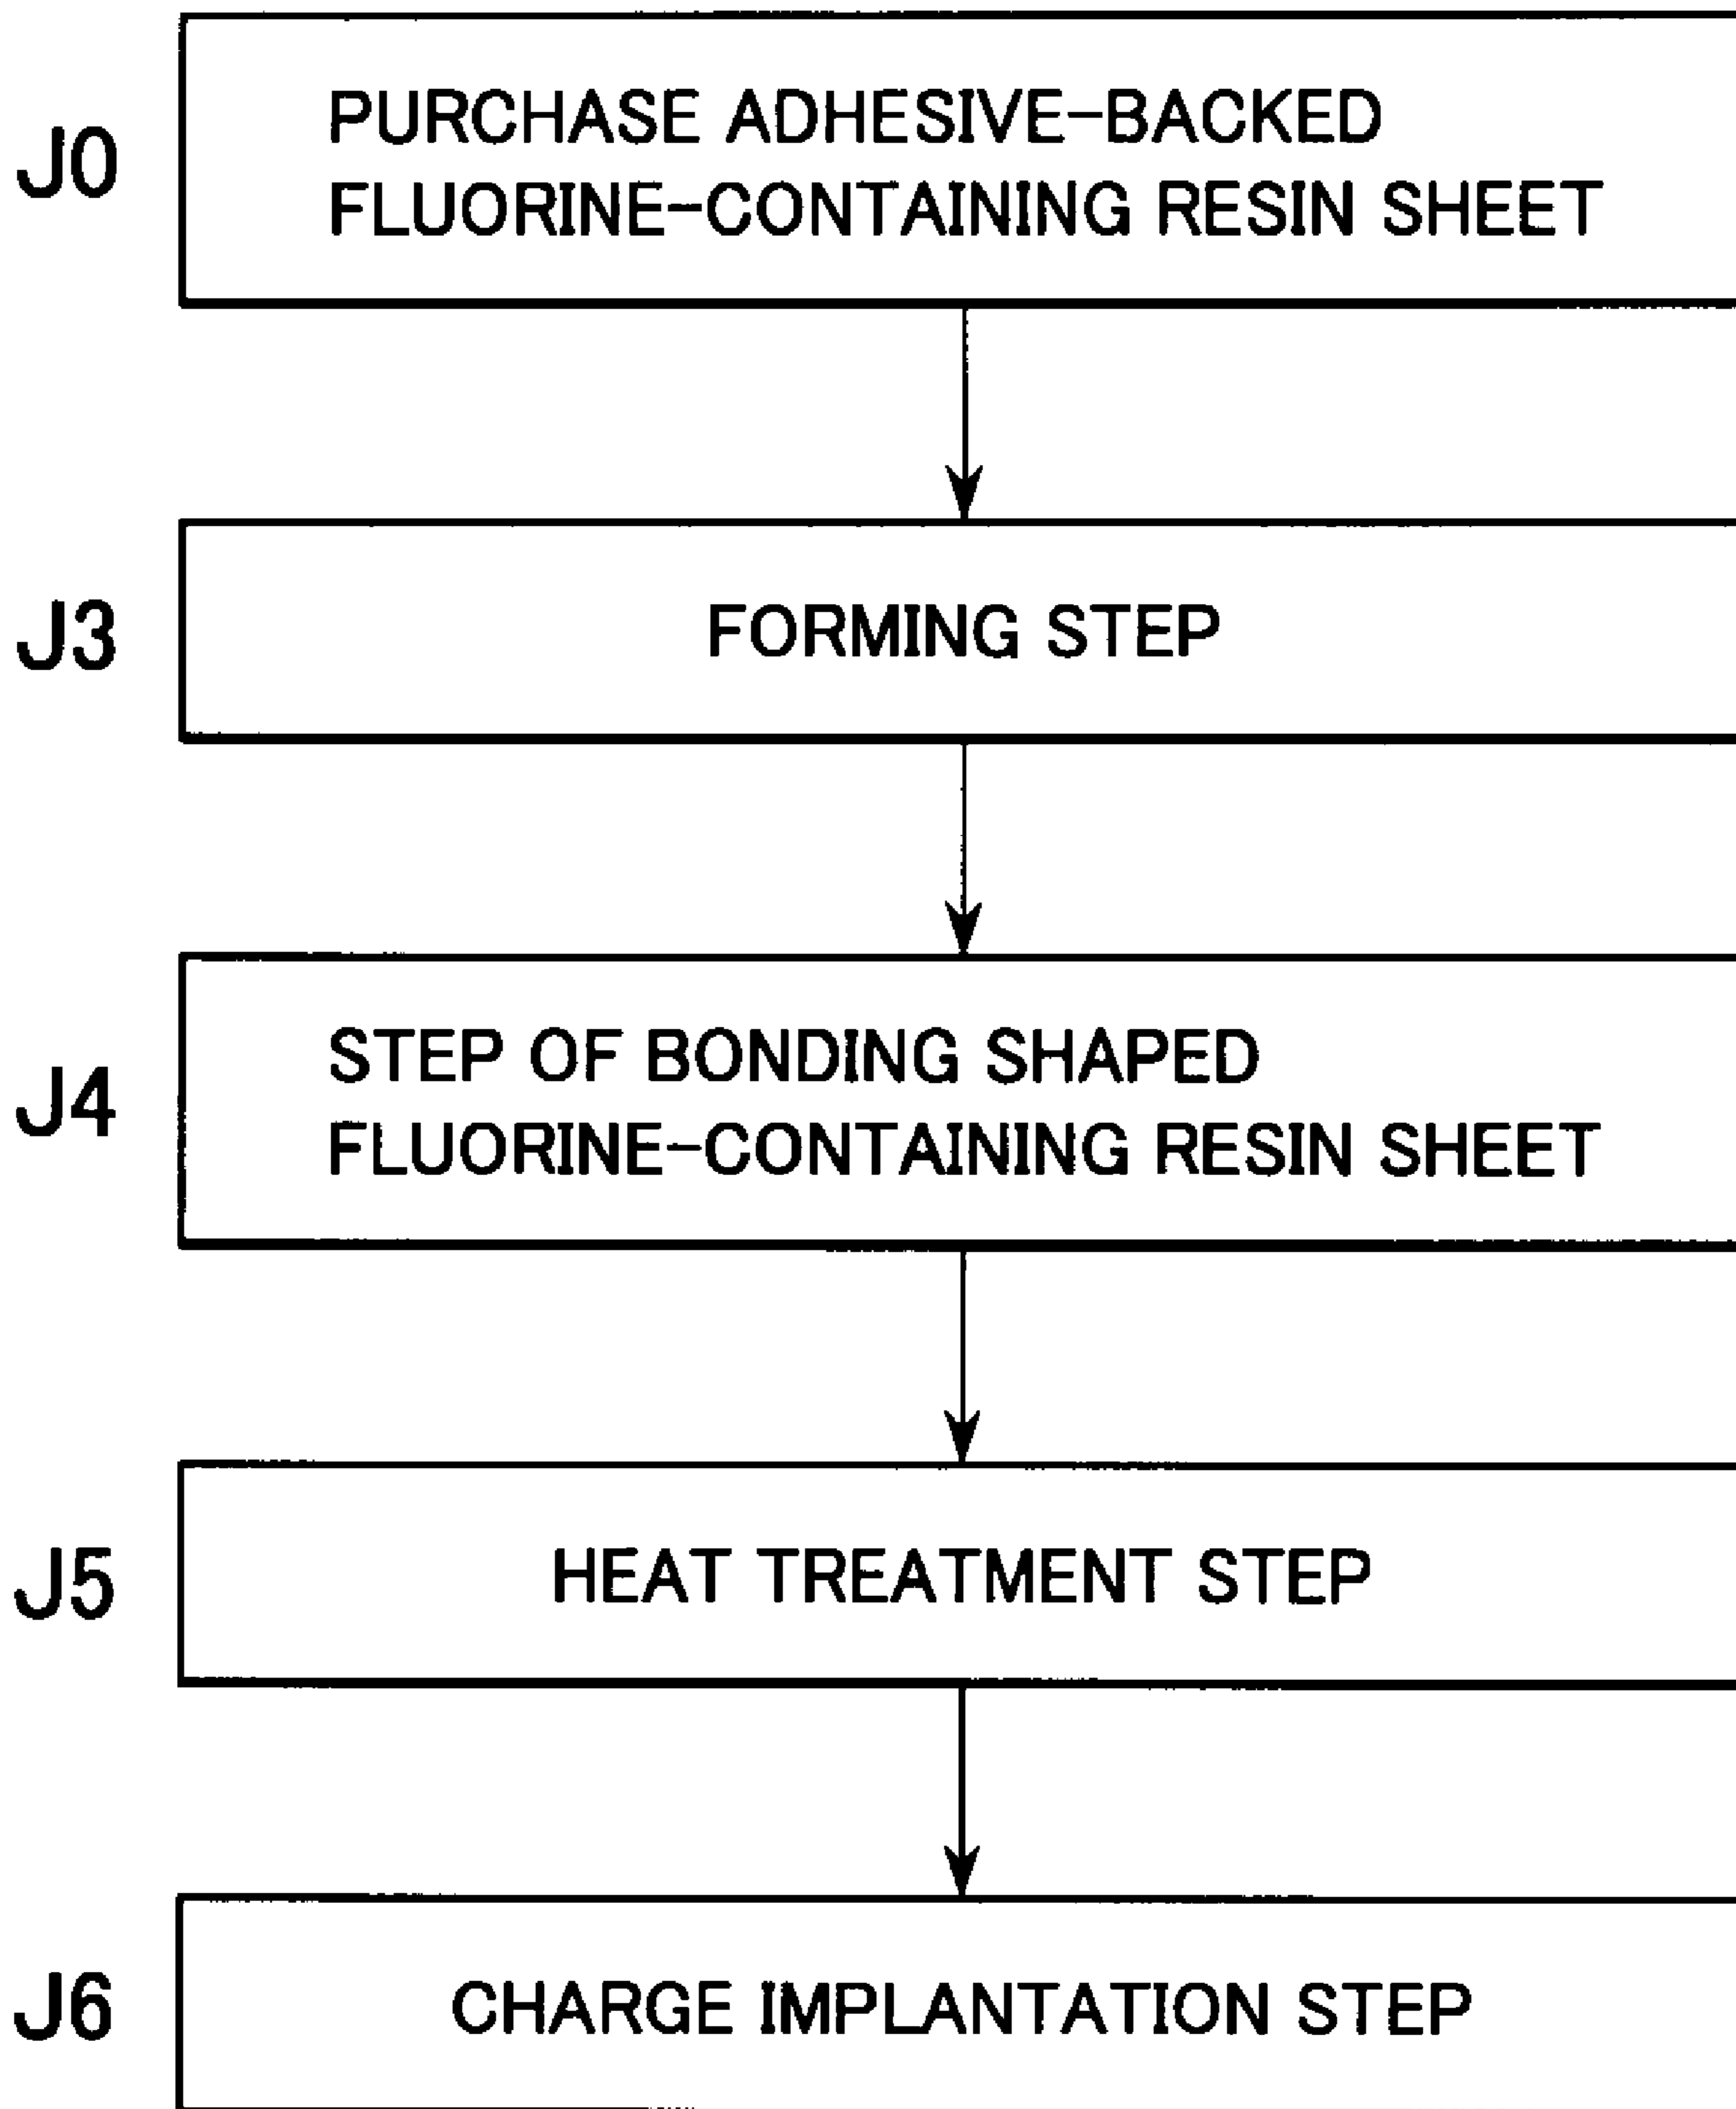 J0
PURCHASE ADHESIVE-BACKED
FLUORINE-CONTAINING RESIN SHEET
J3
FORMING STEP
J4
STEP OF BONDING SHAPED
FLUORINE-CONTAINING RESIN SHEET
J5
HEAT TREATMENT STEP
J6
CHARGE IMPLANTATION STEP